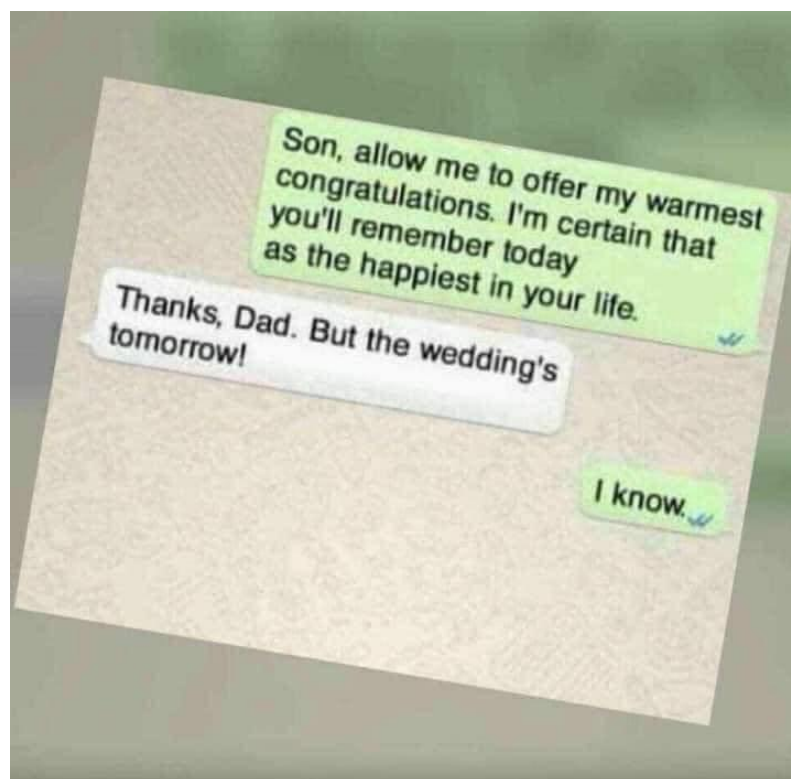 Son, allow me to offer my warmest
congratulations. I'm certain that
you'll remember today
as the happiest in your life.
Thanks, Dad. But the wedding's
tomorrow!
I know.